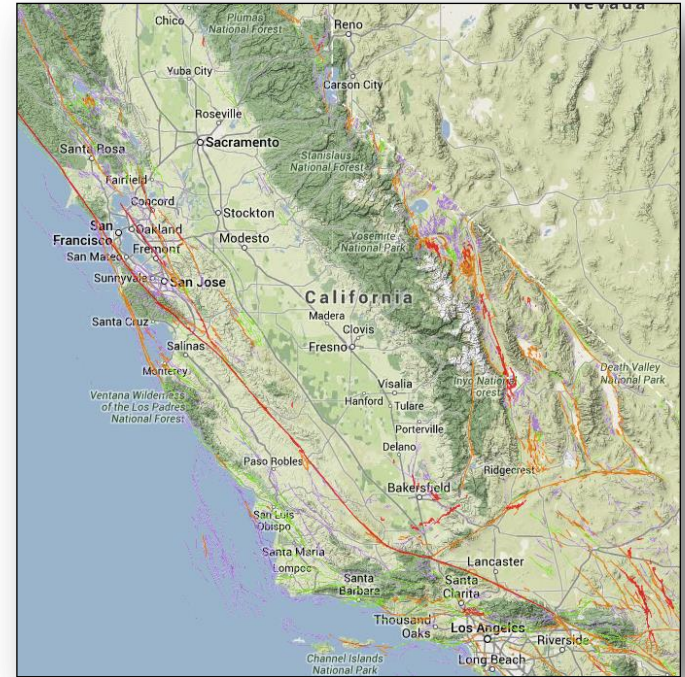 Nevada
Chico
Plumas
National Forest
Reno
Yuba City
Carson City
Roseville
Sacramento
Santa Rosa
Stanislaus
National Forest
Fairfield
Concord
Stockton
San
Francisco
Oakland
Modesto
Yosemite
National Park
San Mateo
Fremont
Sunnyvale
San Jose
California
Santa Cruz
Madera
Clovis
Salinas
Fresno
Monterey
Death Valley
National Park
Visalia
Inyo National
Forest
Ventana Wilderness
of the Los Padres
National Forest
Hanford
Tulare
Porterville
Delano
Paso Robles
Ridgecrest
Bakersfield
San Luis
Obispo
Santa Maria
Lompoc
Lancaster
Santa
Barbara
Santa
Clarita
Thousand
Oaks
Los Angeles
Riverside
Long Beach
Channel Islands
National Park